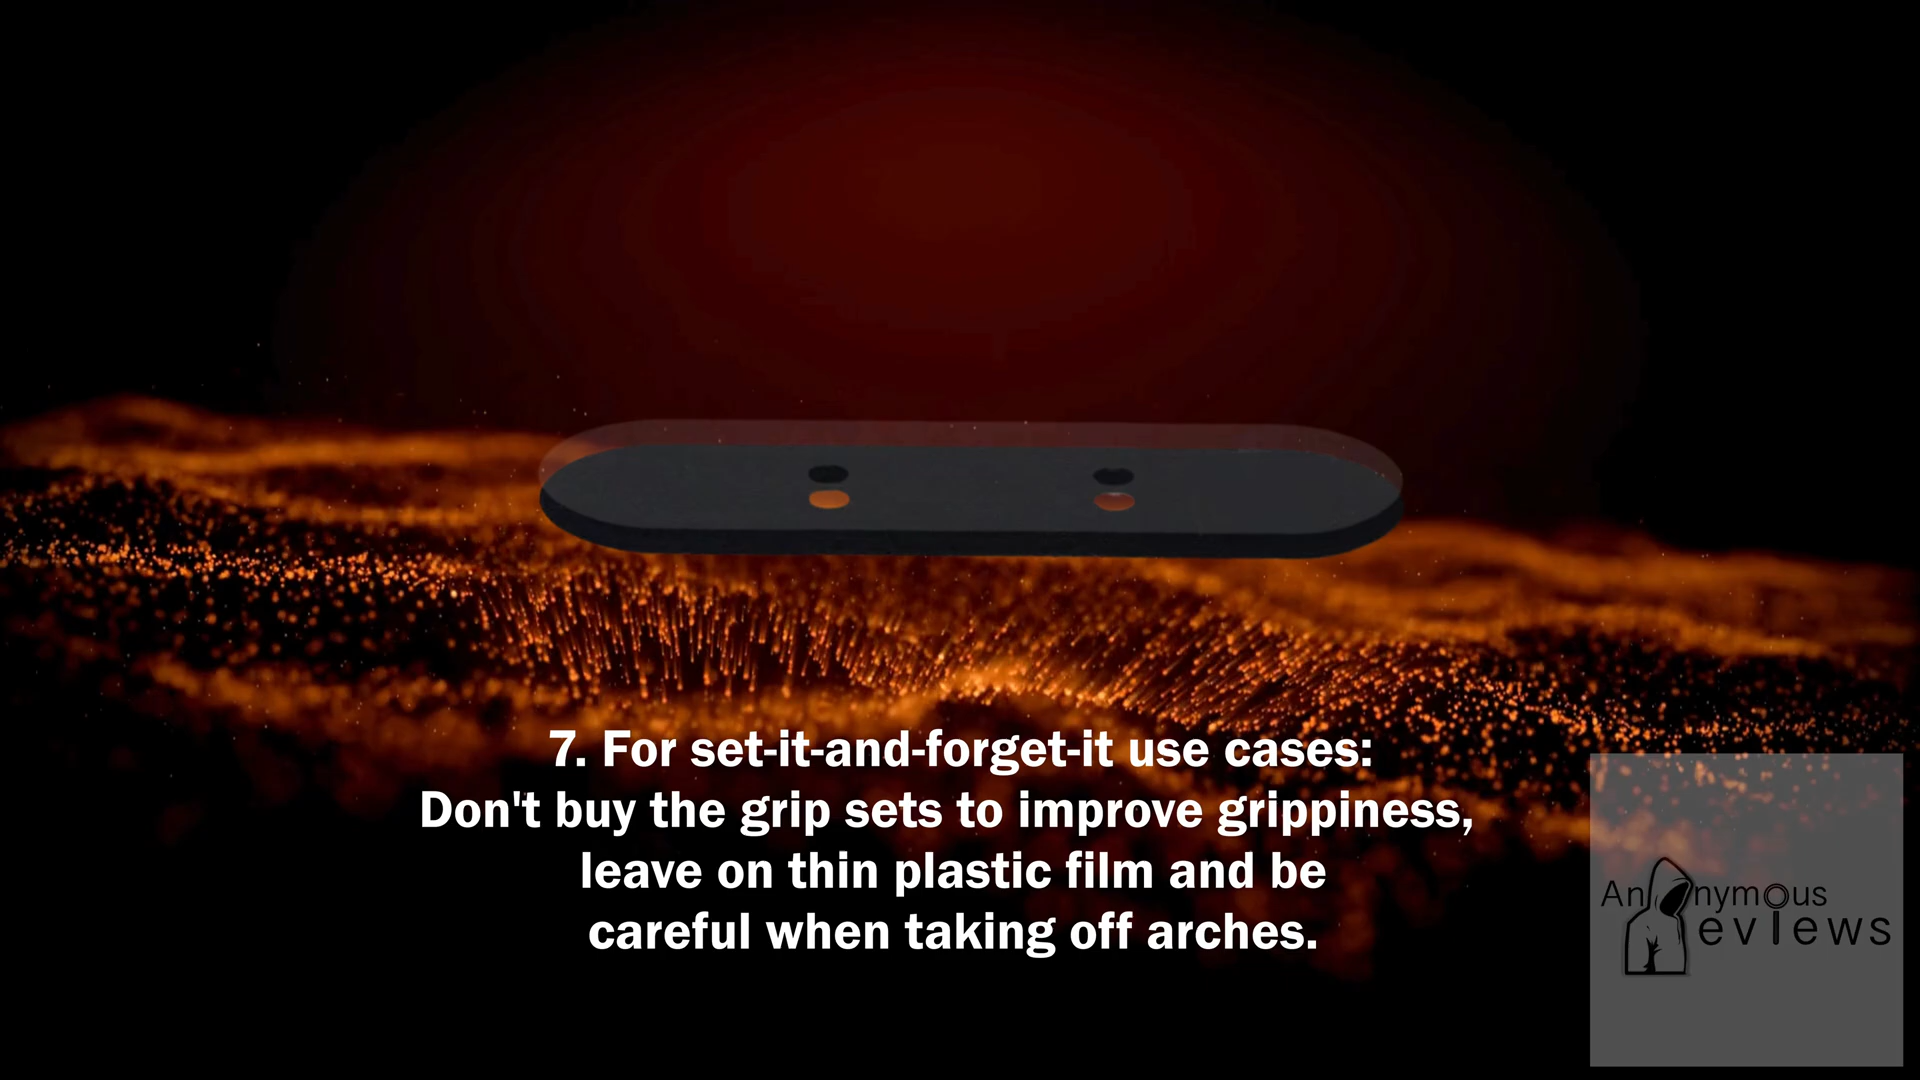 7. For set-it-and-forget-it use cases:
Don't buy the grip sets to improve grippiness,
leave on thin plastic film and be
careful when taking off arches.
Anonymous
Reviews